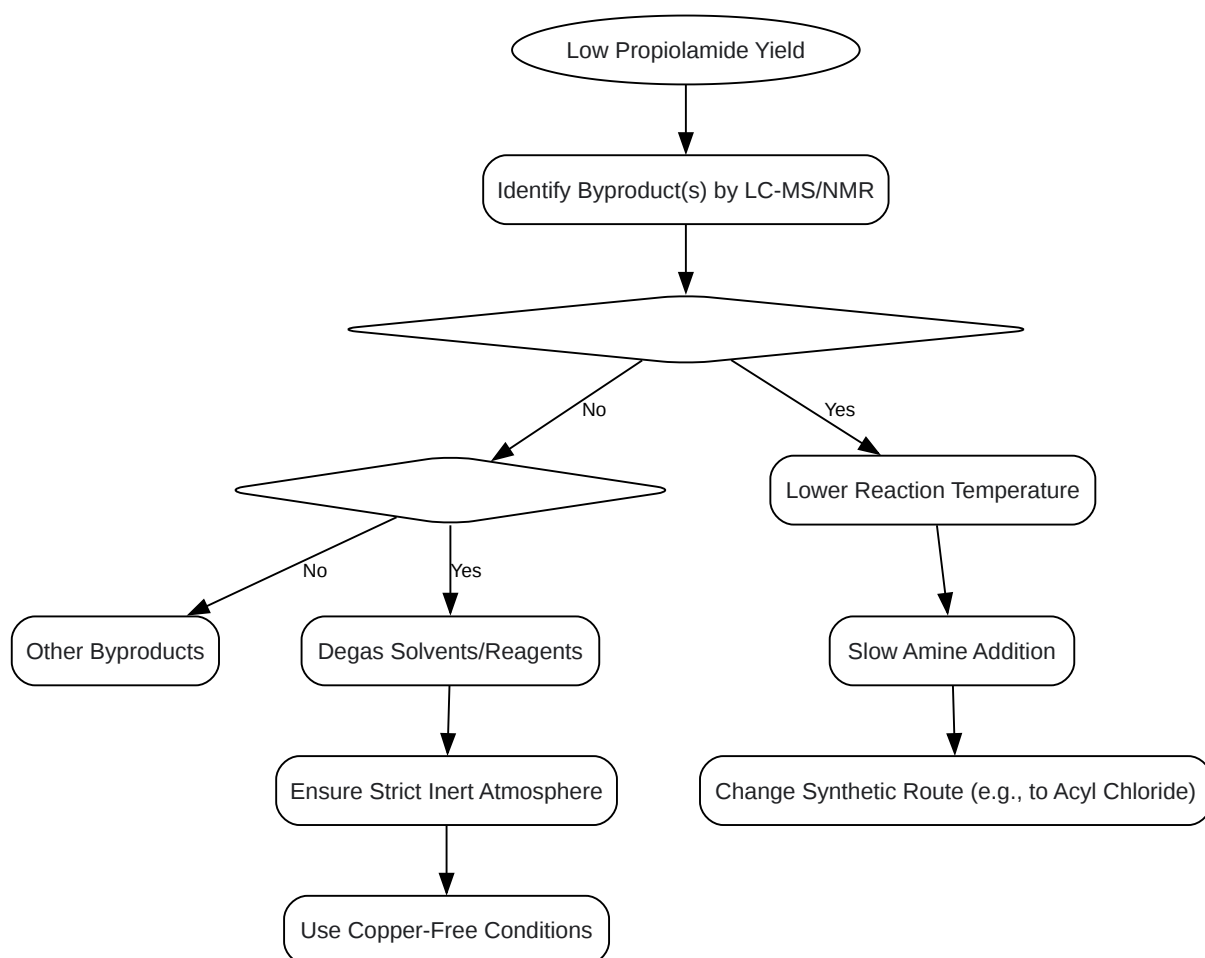 Low Propiolamide Yield
Identify Byproduct(s) by LC-MS/NMR
No
Yes
Lower Reaction Temperature
No
Yes
Other Byproducts
Degas Solvents/Reagents
Slow Amine Addition
Ensure Strict Inert Atmosphere
Change Synthetic Route (e.g., to Acyl Chloride)
Use Copper-Free Conditions